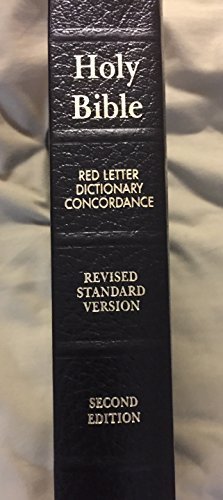 Holy
Bible
RED LETTER
DICTIONARY
CONCORDANCE
REVISED
STANDARD
VERSION
SECOND
EDITION